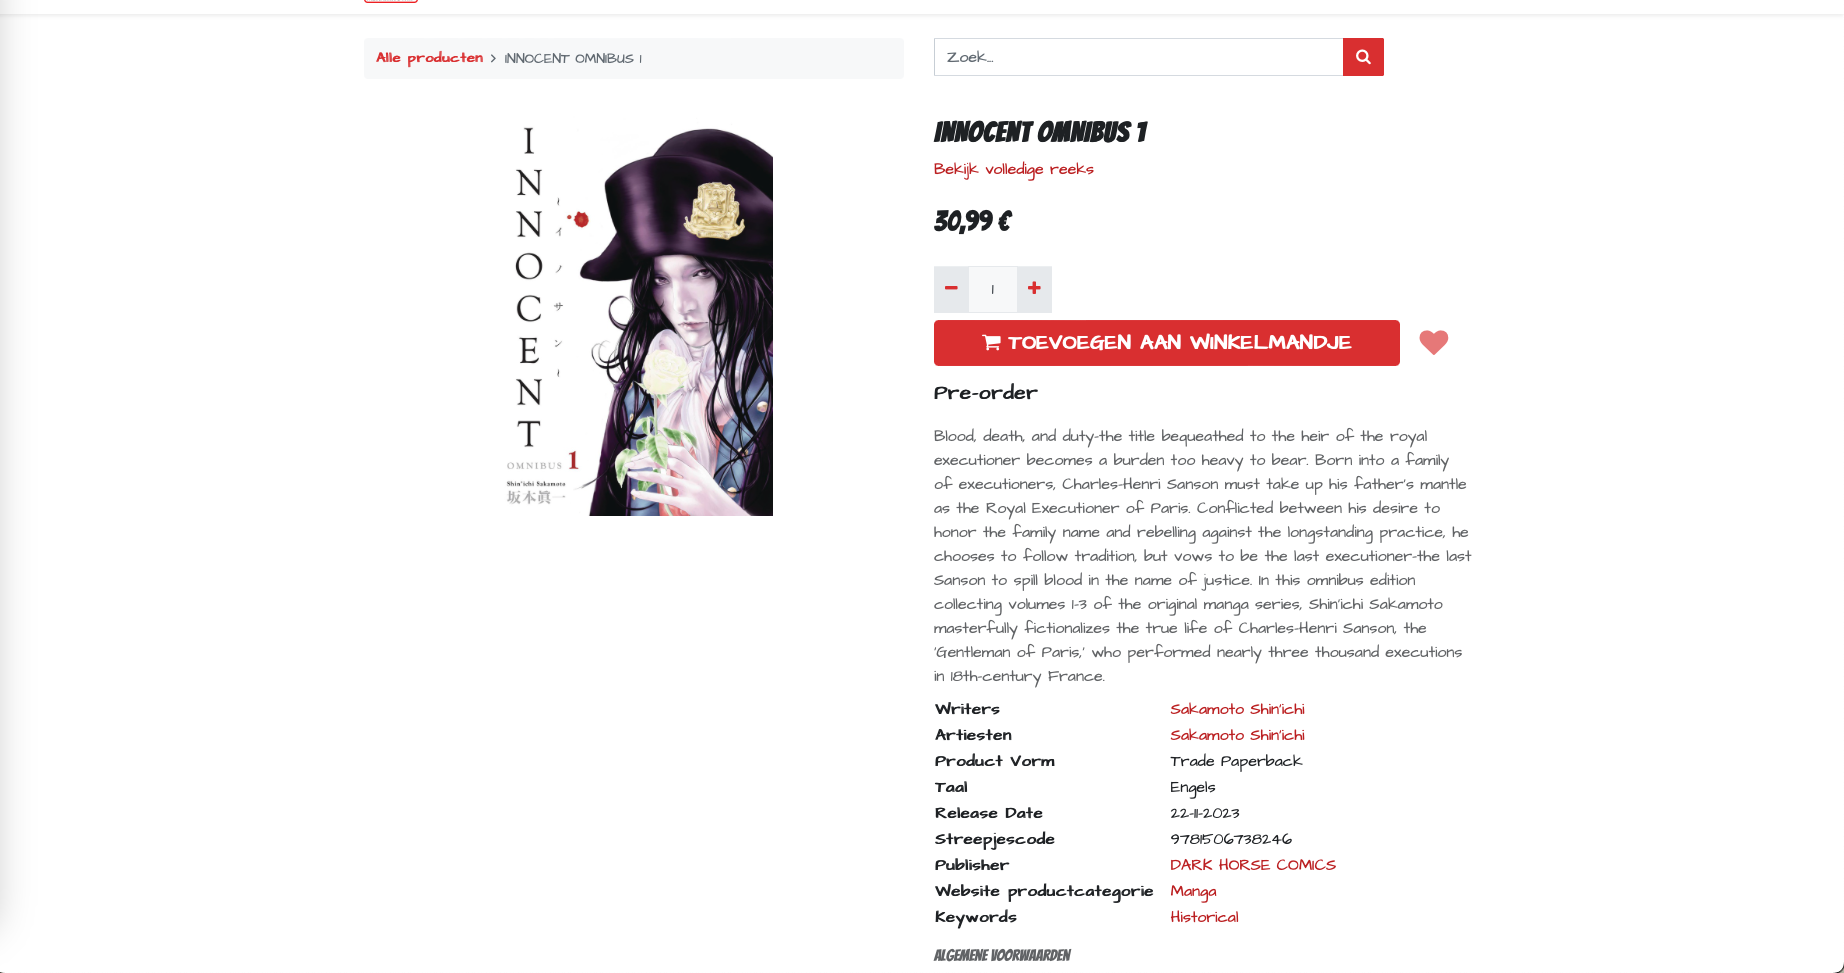 Alle producten > INNOCENT OMNIBUS 1
Zoek...
INNOCENT
イノサン
OMNIBUS 1
Shin'ichi Sakamoto
坂本眞一
INNOCENT OMNIBUS 1
Bekijk volledige reeks
30,99 €
1
TOEVOEGEN AAN WINKELMANDJE
Pre-order
Blood, death, and duty-the title bequeathed to the heir of the royal
executioner becomes a burden too heavy to bear. Born into a family
of executioners, Charles-Henri Sanson must take up his father's mantle
as the Royal Executioner of Paris. Conflicted between his desire to
honor the family name and rebelling against the longstanding practice, he
chooses to follow tradition, but vows to be the last executioner-the last
Sanson to spill blood in the name of justice. In this omnibus edition
collecting volumes 1-3 of the original manga series, Shin'ichi Sakamoto
masterfully fictionalizes the true life of Charles-Henri Sanson, the
'Gentleman of Paris,' who performed nearly three thousand executions
in 18th-century France.
Writers Sakamoto Shin'ichi
Artiesten Sakamoto Shin'ichi
Product Vorm Trade Paperback
Taal Engels
Release Date 22-11-2023
Streepjescode 9781506738246
Publisher DARK HORSE COMICS
Website productcategorie Manga
Keywords Historical
ALGEMENE VOORWAARDEN